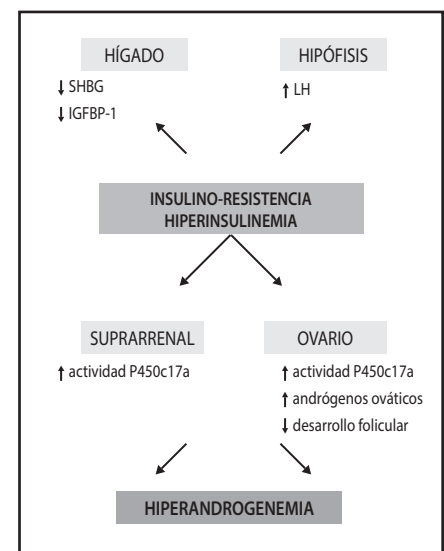 HÍGADO
↓ SHBG
↓ IGFBP-1
HIPÓFISIS
↑ LH
INSULINO-RESISTENCIA
HIPERINSULINEMIA
SUPRARRENAL
↑ actividad P450c17a
OVARIO
↑ actividad P450c17a
↑ andrógenos ováticos
↓ desarrollo folicular
HIPERANDROGENEMIA